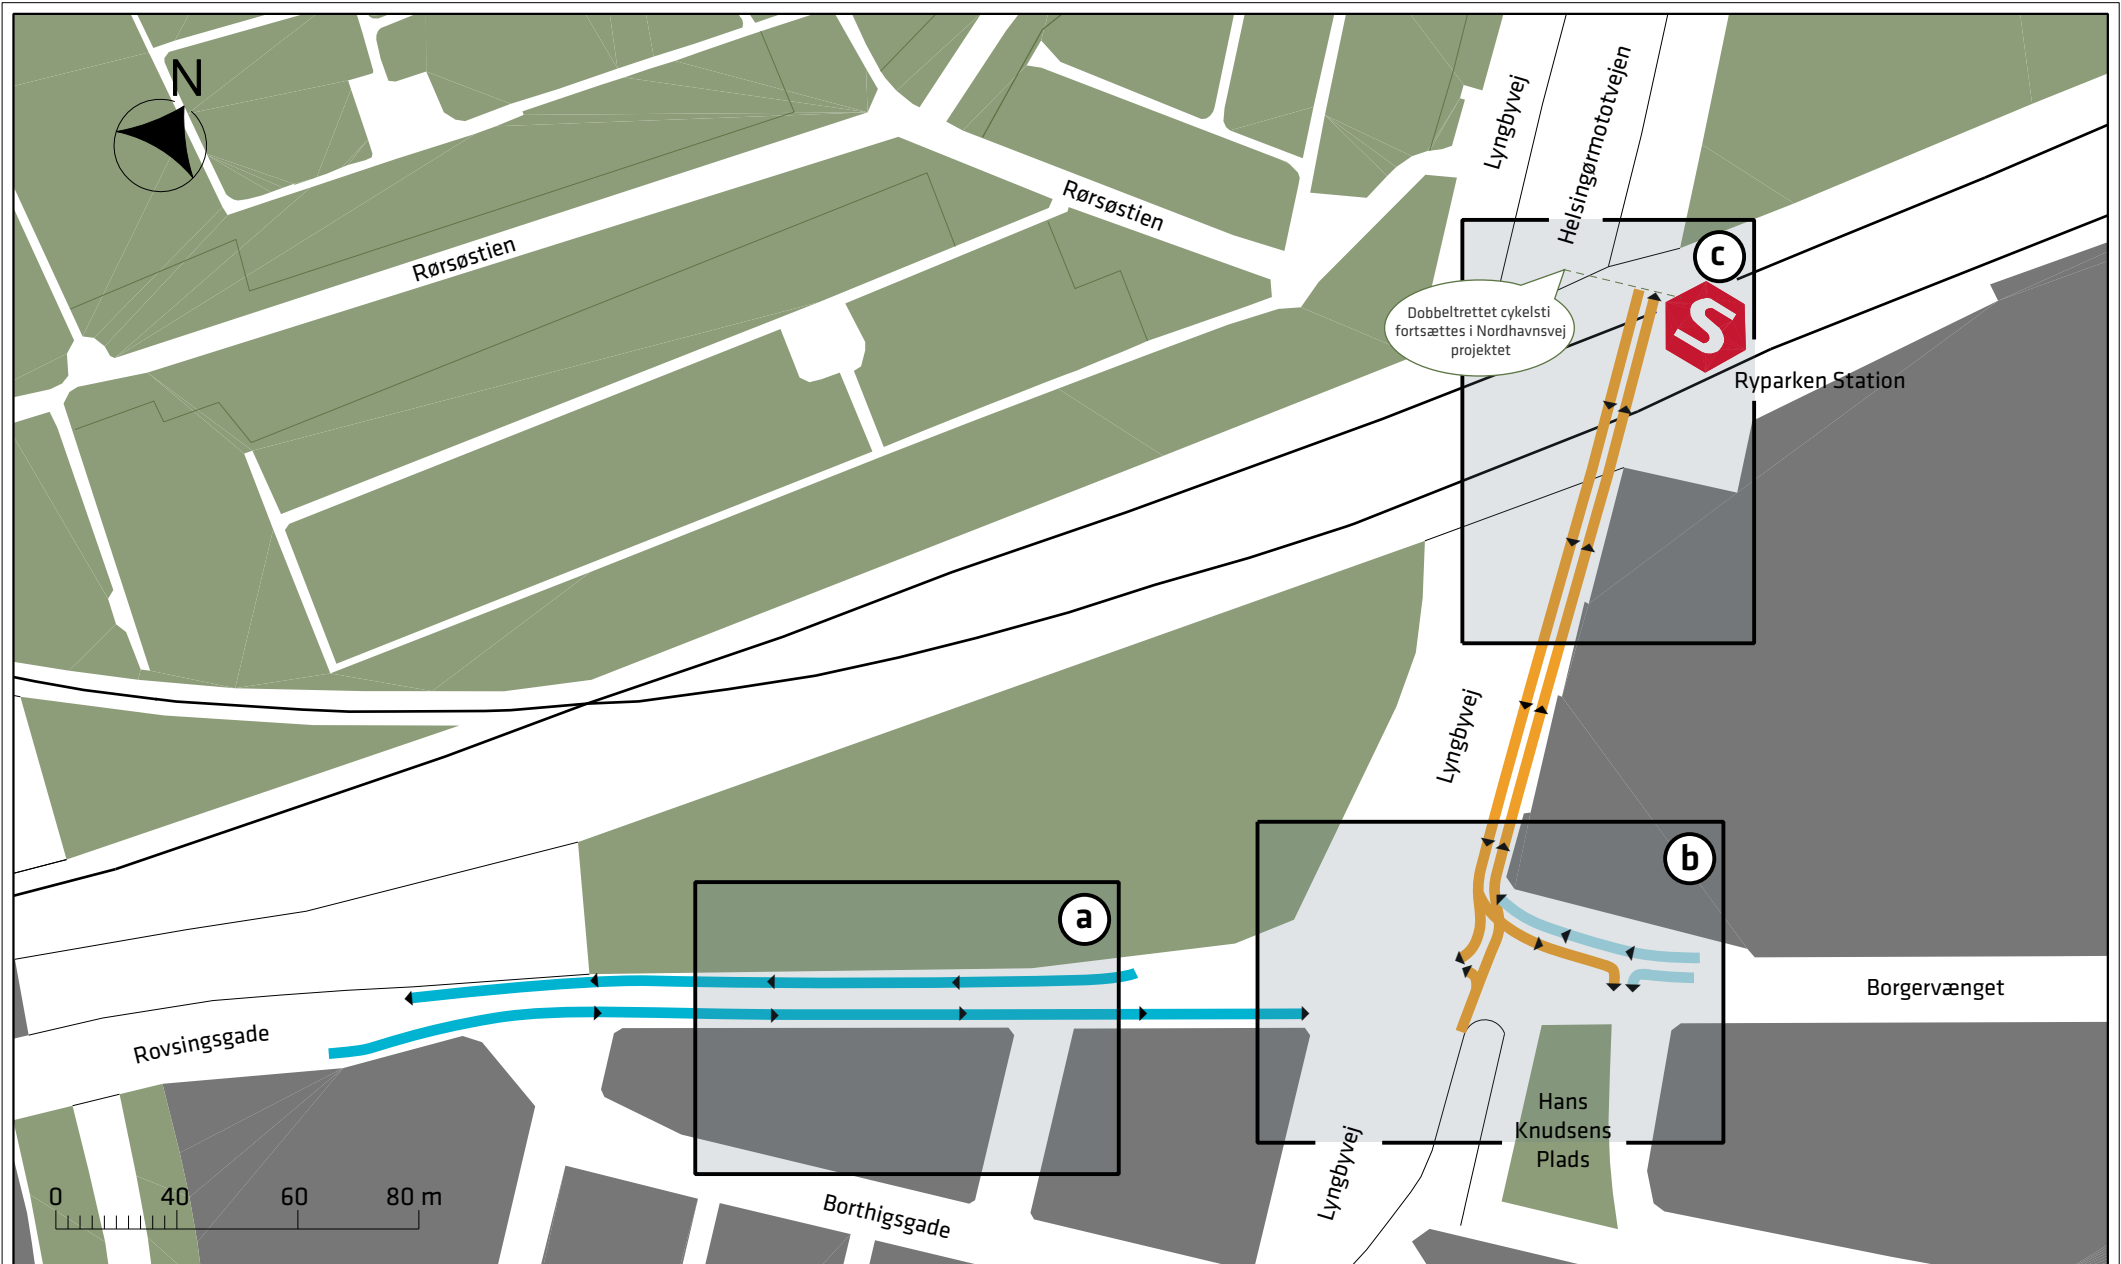 N
Lyngbyvej
Helsingørmototvejen
Rørsøstien
Rørsøstien
c
S
Dobbeltrettet cykelsti
fortsættes i Nordhavnsvej
projektet
Ryparken Station
Lyngbyvej
b
a
Borgervænget
Rovsingsgade
Hans
Knudsens
Plads
Lyngbyvej
Borthigsgade
0 40 60 80 m